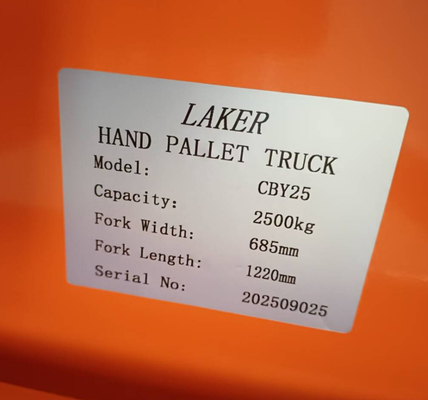 LAKER
HAND PALLET TRUCK
Model: CBY25
Capacity: 2500kg
Fork Width: 685mm
Fork Length: 1220mm
Serial No: 202509025